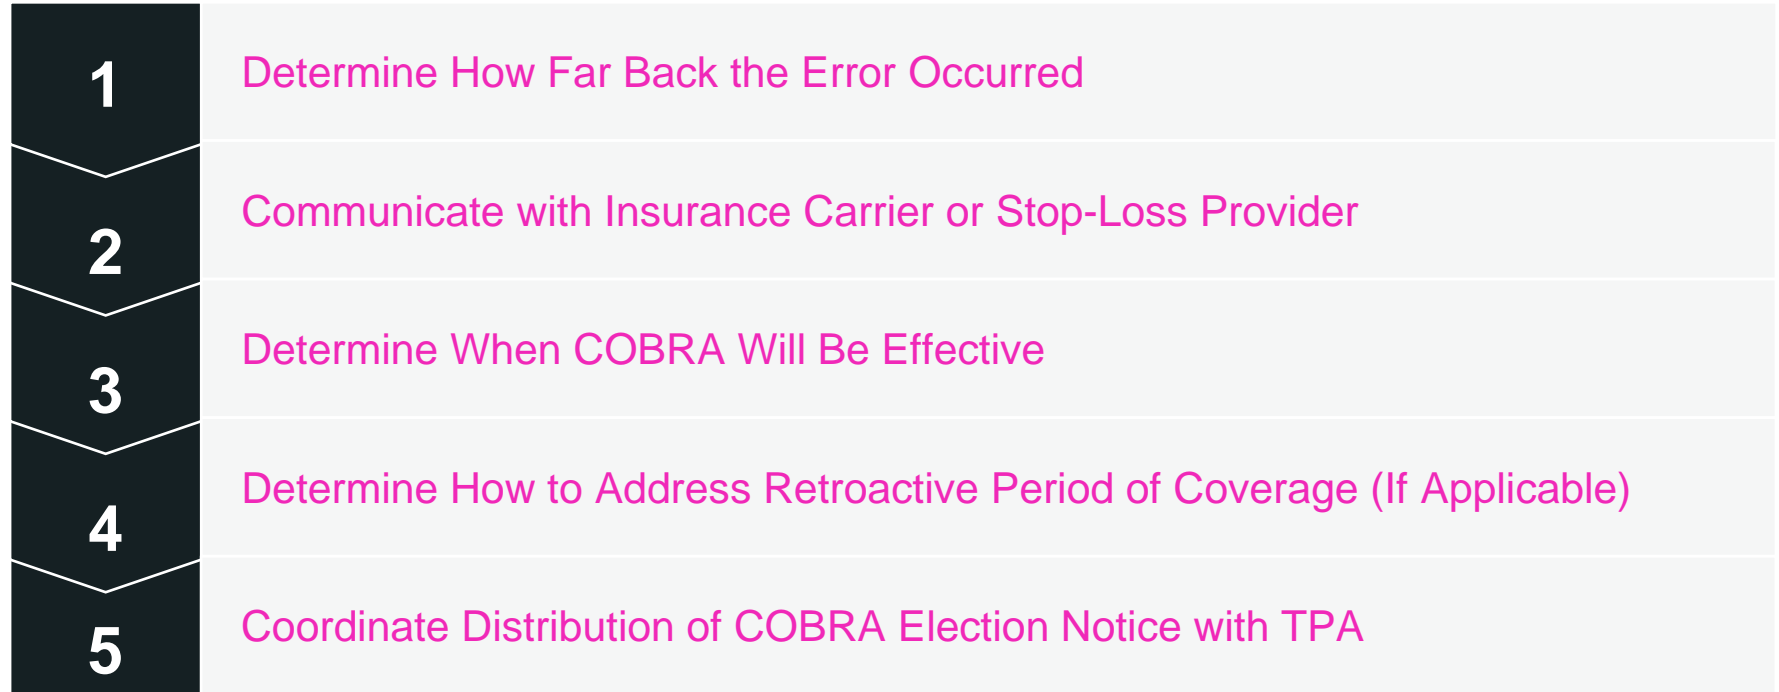 1
Determine How Far Back the Error Occurred
2
Communicate with Insurance Carrier or Stop-Loss Provider
3
Determine When COBRA Will Be Effective
4
Determine How to Address Retroactive Period of Coverage (If Applicable)
5
Coordinate Distribution of COBRA Election Notice with TPA